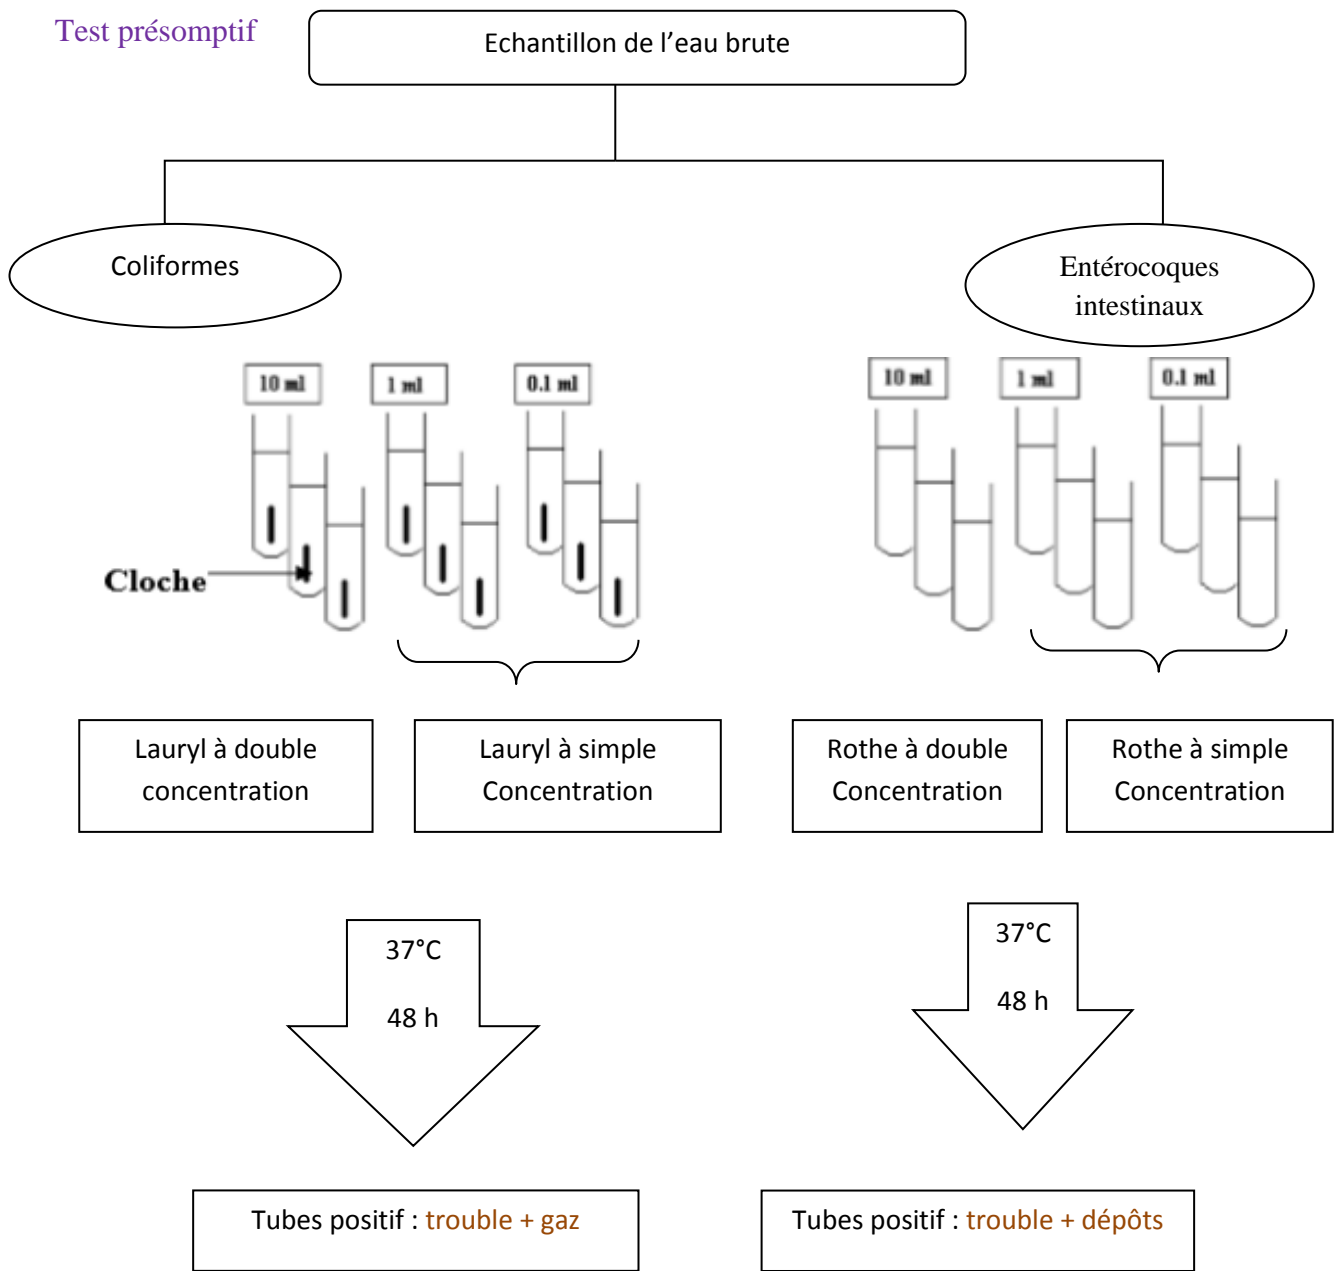 Test présomptif
Echantillon de l'eau brute
Coliformes
Entérocoques
intestinaux
10 ml
1 ml
0.1 ml
10 ml
1 ml
0.1 ml
Cloche
Lauryl à double
concentration
Lauryl à simple
Concentration
Rothe à double
Concentration
Rothe à simple
Concentration
37°C
48 h
37°C
48 h
Tubes positif : trouble + gaz
Tubes positif : trouble + dépôts